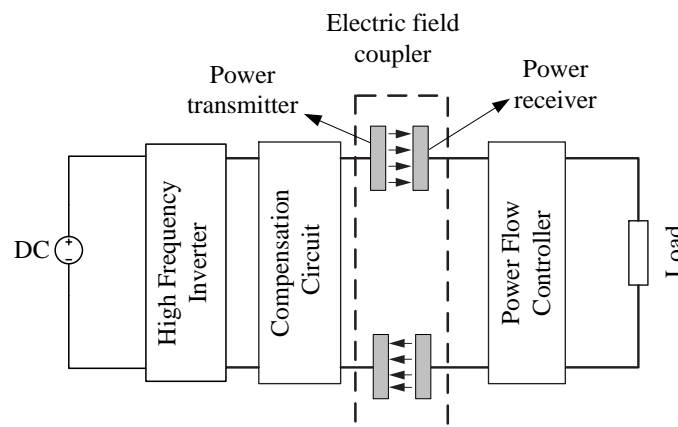 Electric field
coupler
Power
transmitter
Power
receiver
DC
High Frequency
Inverter
Compensation
Circuit
Power Flow
Controller
Load